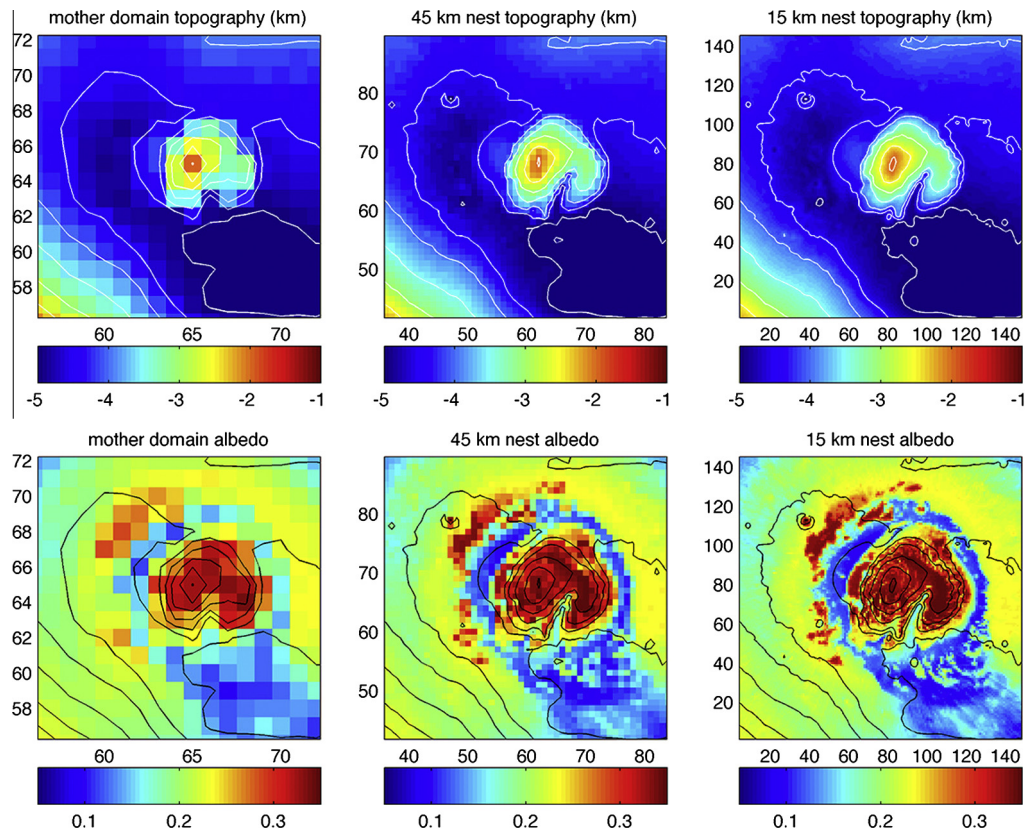 mother domain topography (km)
45 km nest topography (km)
15 km nest topography (km)
72
70
68
66
64
62
60
58
60 65 70
80
70
60
50
40 50 60 70 80
140
120
100
80
60
40
20
20 40 60 80 100 120 140
-5 -4 -3 -2 -1
-5 -4 -3 -2 -1
-5 -4 -3 -2 -1
mother domain albedo
45 km nest albedo
15 km nest albedo
72
70
68
66
64
62
60
58
60 65 70
80
70
60
50
40 50 60 70 80
140
120
100
80
60
40
20
20 40 60 80 100 120 140
0.1 0.2 0.3
0.1 0.2 0.3
0.1 0.2 0.3